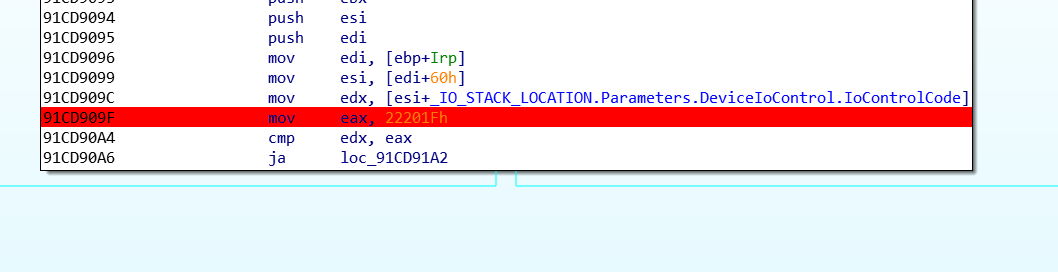 91CD9094 push esi
91CD9095 push edi
91CD9096 mov edi, [ebp+Irp]
91CD9099 mov esi, [edi+60h]
91CD909C mov edx, [esi+_IO_STACK_LOCATION.Parameters.DeviceIoControl.IoControlCode]
91CD909F mov eax, 22201Fh
91CD90A4 cmp edx, eax
91CD90A6 ja loc_91CD91A2